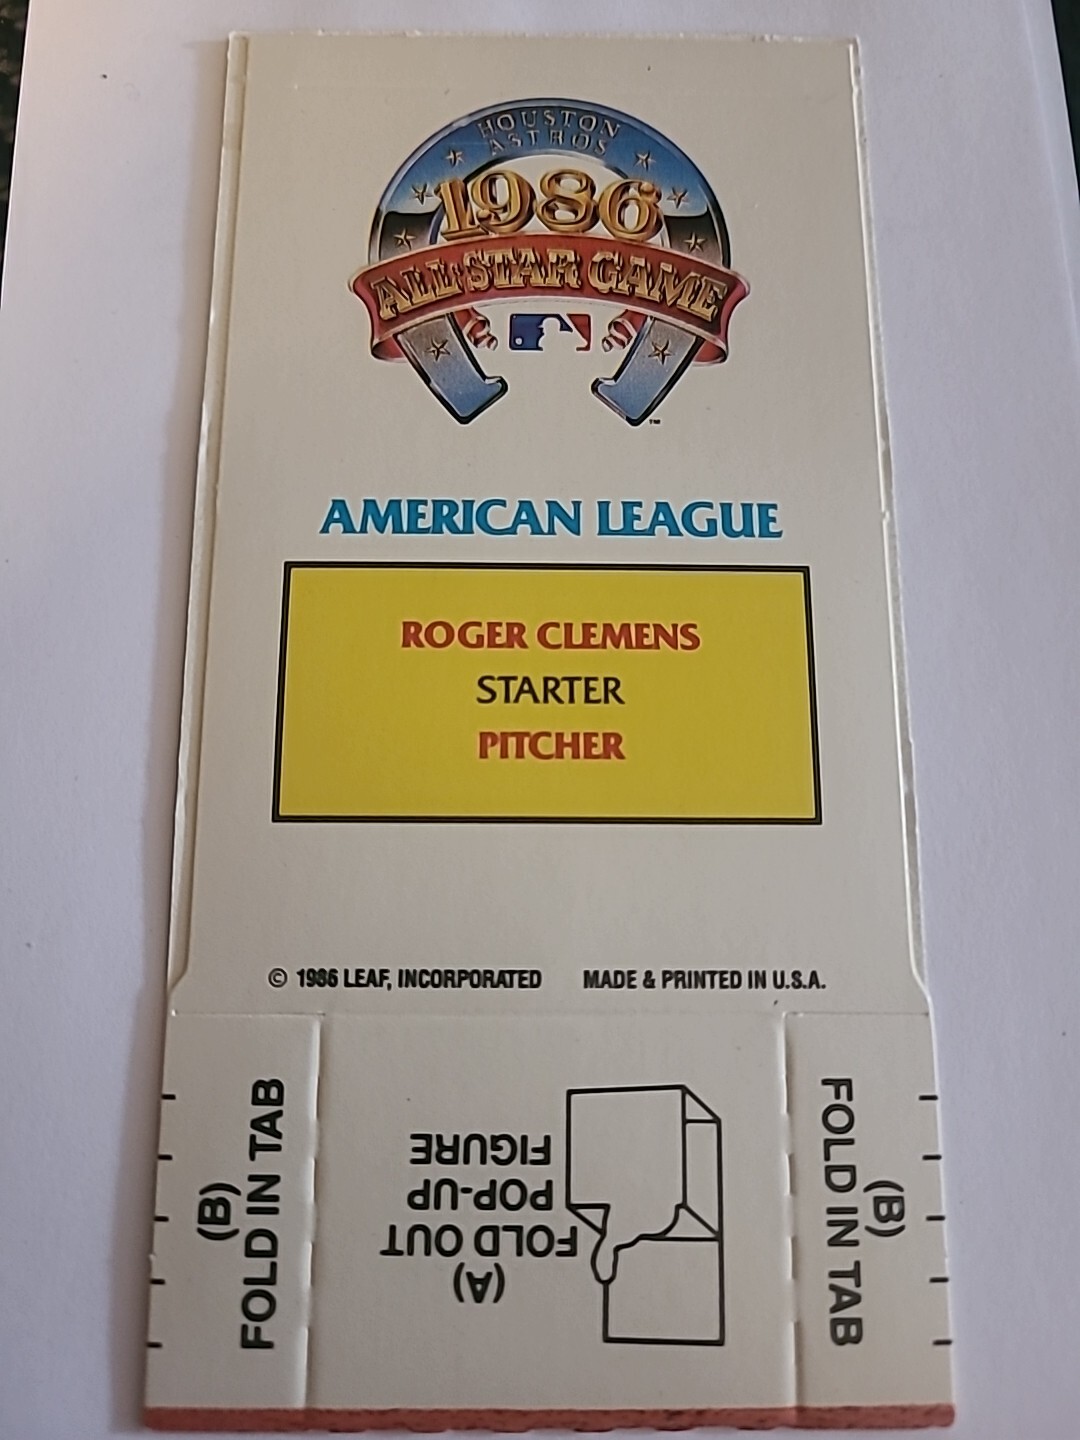 HOUSTON
ASTROS
1986
ALL-STAR GAME
TM
AMERICAN LEAGUE
ROGER CLEMENS
STARTER
PITCHER
© 1986 LEAF, INCORPORATED MADE & PRINTED IN U.S.A.
(B)
FOLD IN TAB
(A)
FOLD OUT
POP-UP
FIGURE
(B)
FOLD IN TAB